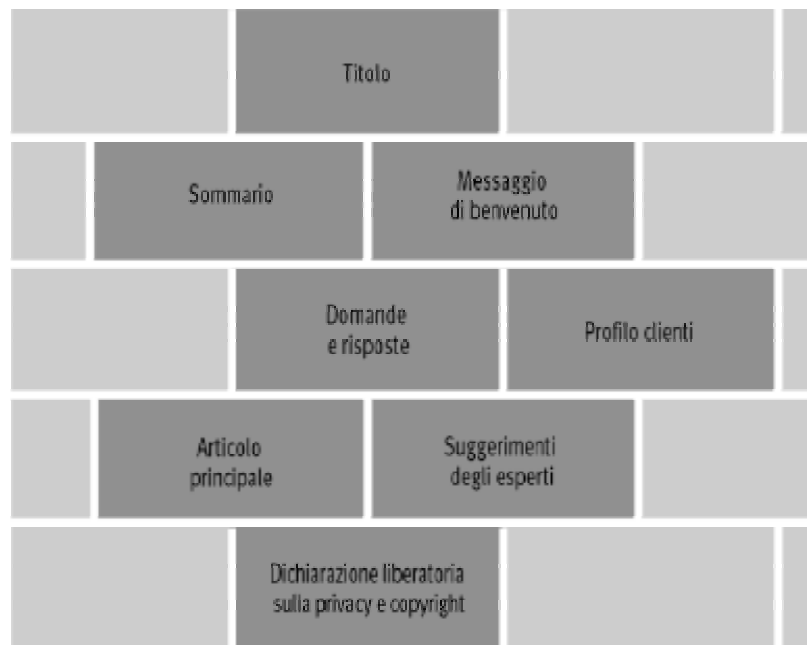 Titolo
Sommario
Messaggio
di benvenuto
Domande
e risposte
Profilo clienti
Articolo
principale
Suggerimenti
degli esperti
Dichiarazione liberatoria
sulla privacy e copyright